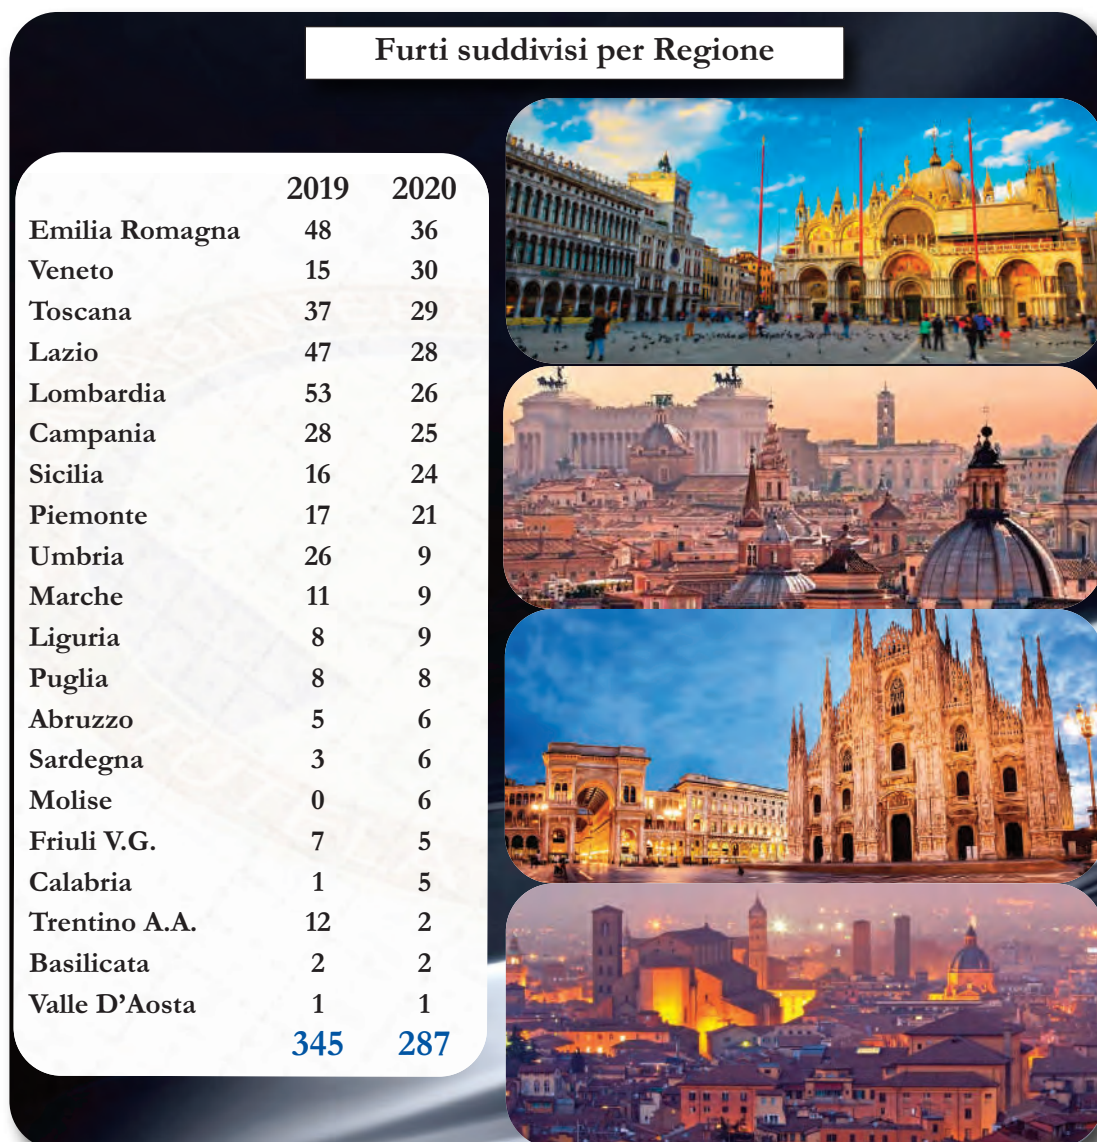 Furti suddivisi per Regione
2019 2020
Emilia Romagna 48 36
Veneto 15 30
Toscana 37 29
Lazio 47 28
Lombardia 53 26
Campania 28 25
Sicilia 16 24
Piemonte 17 21
Umbria 26 9
Marche 11 9
Liguria 8 9
Puglia 8 8
Abruzzo 5 6
Sardegna 3 6
Molise 0 6
Friuli V.G. 7 5
Calabria 1 5
Trentino A.A. 12 2
Basilicata 2 2
Valle D’Aosta 1 1
345 287